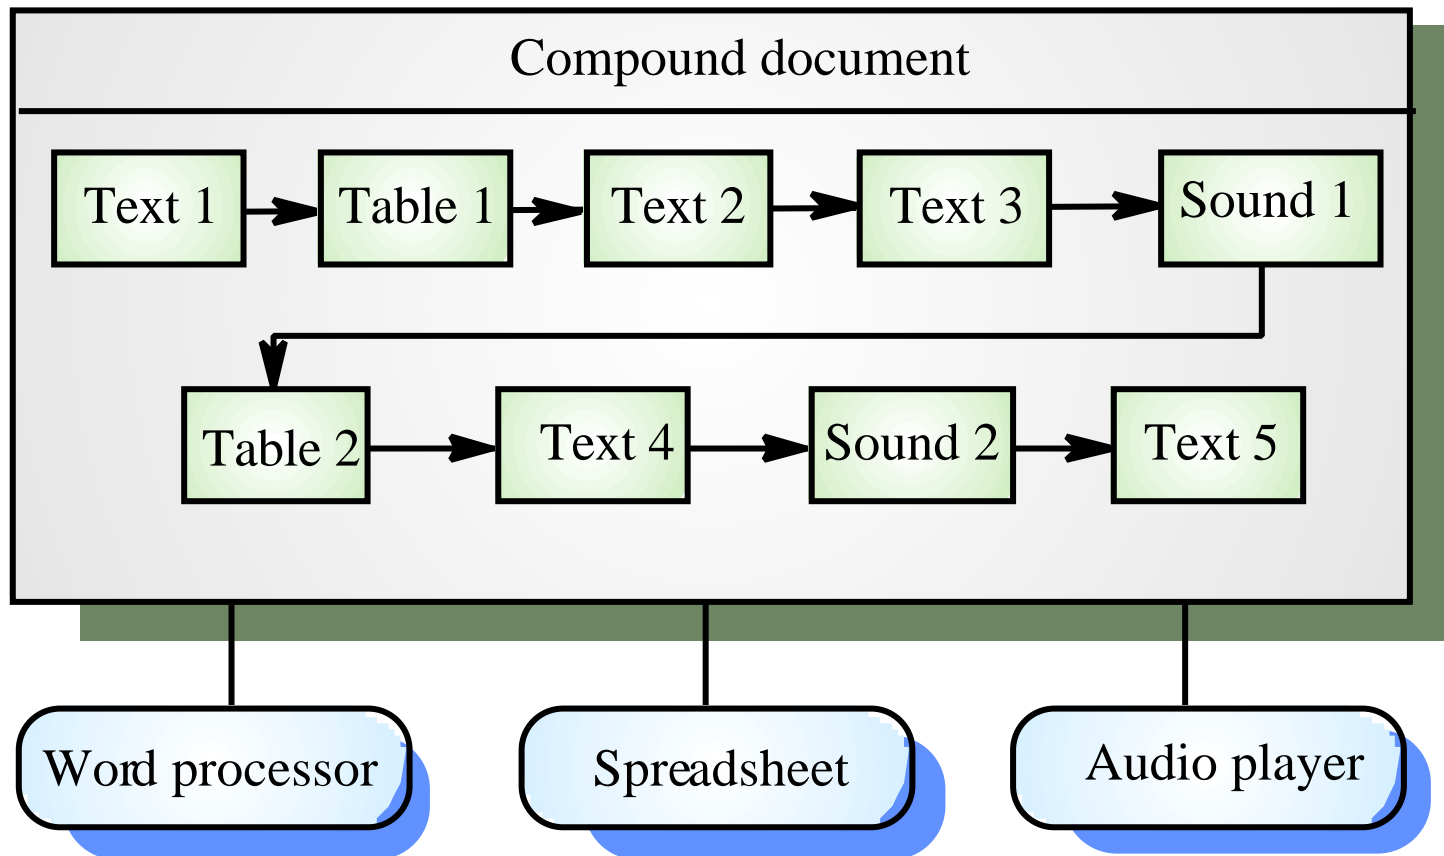 Compound document
Text 1 Table 1 Text 2 Text 3 Sound 1
Table 2 Text 4 Sound 2 Text 5
Word processor Spreadsheet Audio player